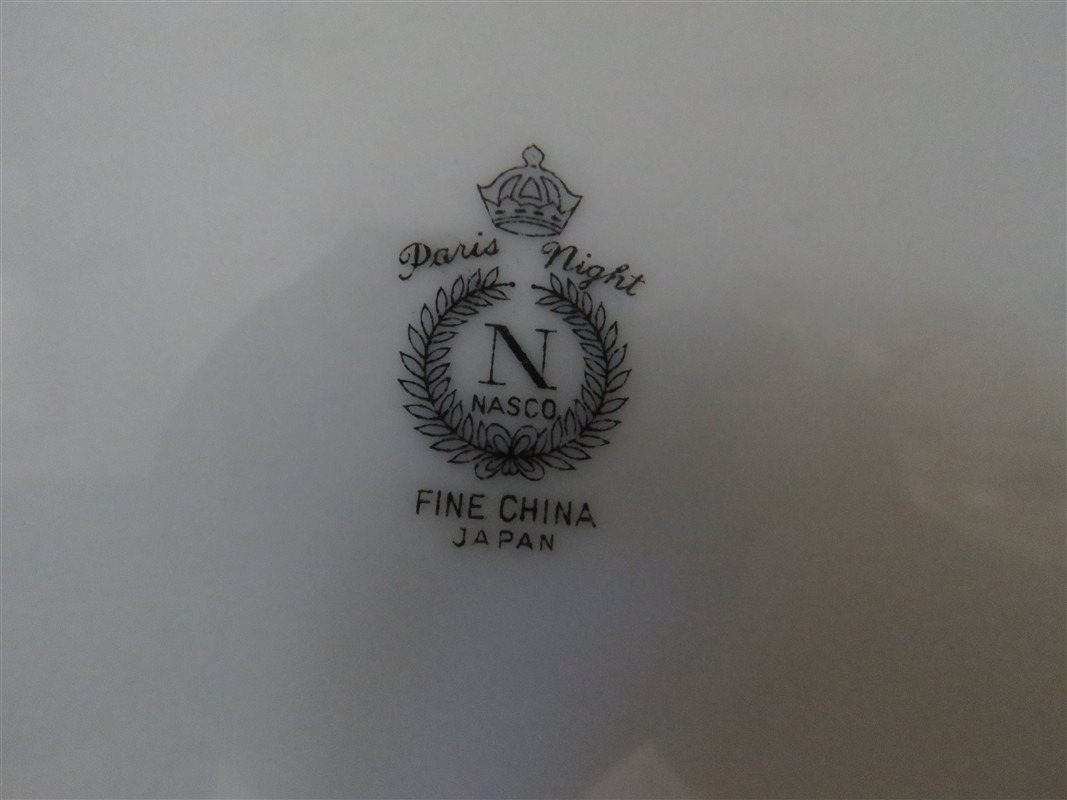 Paris Night
N
NASCO
FINE CHINA
JAPAN